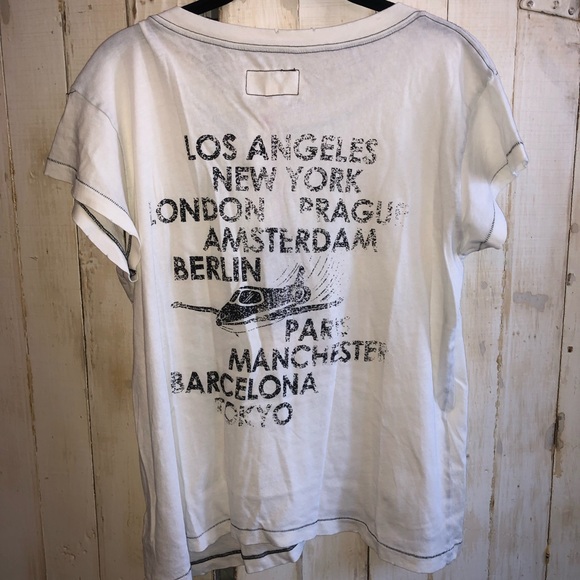 LOS ANGELES
NEW YORK
LONDON PRAGUE
AMSTERDAM
BERLIN
PARIS
MANCHESTER
BARCELONA
TOKYO